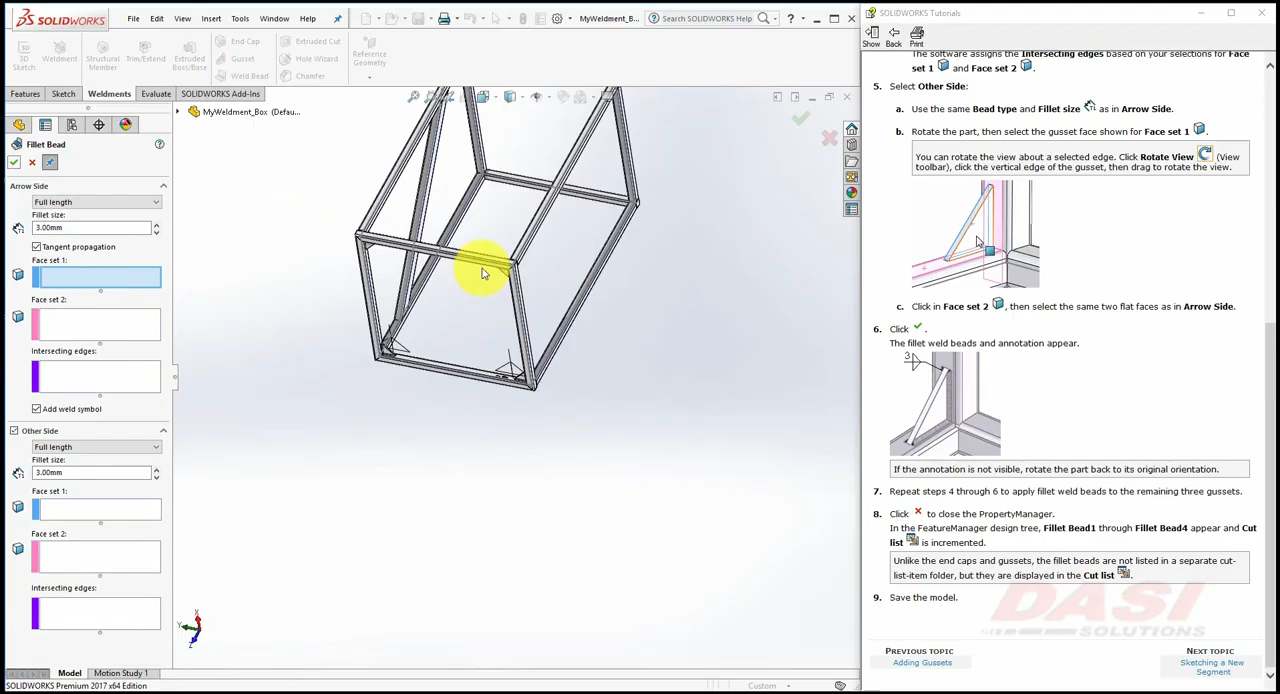 SOLIDWORKS
File
Edit
View
Insert
Tools
Window
Help
MyWeldment_B...
Search SOLIDWORKS Help
3D Sketch
Weldment
Structural Member
Trim/Extend
Extruded Boss/Base
End Cap
Gusset
Weld Bead
Extruded Cut
Hole Wizard
Chamfer
Reference Geometry
Features
Sketch
Weldments
Evaluate
SOLIDWORKS Add-Ins
MyWeldment_Box (Defau...
Fillet Bead
Arrow Side
Full length
Fillet size:
3.00mm
Tangent propagation
Face set 1:
Face set 2:
Intersecting edges:
Add weld symbol
Other Side
Full length
Fillet size:
3.00mm
Face set 1:
Face set 2:
Intersecting edges:
X
Y
Z
Model
Motion Study 1
SOLIDWORKS Premium 2017 x64 Edition
Custom
SOLIDWORKS Tutorials
Show
Back
Print
The software assigns the Intersecting edges based on your selections for Face
set 1 and Face set 2 .
5. Select Other Side:
a. Use the same Bead type and Fillet size as in Arrow Side.
b. Rotate the part, then select the gusset face shown for Face set 1 .
You can rotate the view about a selected edge. Click Rotate View (View
toolbar), click the vertical edge of the gusset, then drag to rotate the view.
c. Click in Face set 2 , then select the same two flat faces as in Arrow Side.
6. Click .
The fillet weld beads and annotation appear.
3
If the annotation is not visible, rotate the part back to its original orientation.
7. Repeat steps 4 through 6 to apply fillet weld beads to the remaining three gussets.
8. Click to close the PropertyManager.
In the FeatureManager design tree, Fillet Bead1 through Fillet Bead4 appear and Cut
list is incremented.
Unlike the end caps and gussets, the fillet beads are not listed in a separate cut-
list-item folder, but they are displayed in the Cut list .
9. Save the model.
DASI
SOLUTIONS
PREVIOUS TOPIC
Adding Gussets
NEXT TOPIC
Sketching a New
Segment